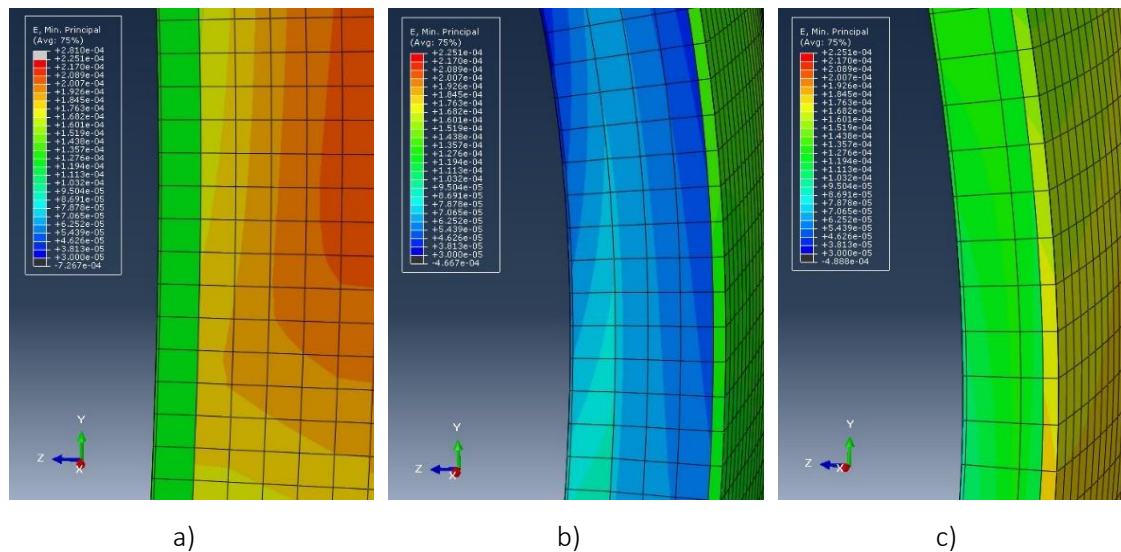 E, Min. Principal
(Avg: 75%)
+2.810e-04
+2.251e-04
+2.170e-04
+2.089e-04
+2.007e-04
+1.926e-04
+1.845e-04
+1.763e-04
+1.682e-04
+1.601e-04
+1.519e-04
+1.438e-04
+1.357e-04
+1.276e-04
+1.194e-04
+1.113e-04
+1.032e-04
+9.504e-05
+8.691e-05
+7.878e-05
+7.065e-05
+6.252e-05
+5.439e-05
+4.626e-05
+3.813e-05
+3.000e-05
-7.267e-04
Y
Z
X
E, Min. Principal
(Avg: 75%)
+2.251e-04
+2.170e-04
+2.089e-04
+2.007e-04
+1.926e-04
+1.845e-04
+1.763e-04
+1.682e-04
+1.601e-04
+1.519e-04
+1.438e-04
+1.357e-04
+1.276e-04
+1.194e-04
+1.113e-04
+1.032e-04
+9.504e-05
+8.691e-05
+7.878e-05
+7.065e-05
+6.252e-05
+5.439e-05
+4.626e-05
+3.813e-05
+3.000e-05
-4.667e-04
Y
Z
X
E, Min. Principal
(Avg: 75%)
+2.251e-04
+2.170e-04
+2.089e-04
+2.007e-04
+1.926e-04
+1.845e-04
+1.763e-04
+1.682e-04
+1.601e-04
+1.519e-04
+1.438e-04
+1.357e-04
+1.276e-04
+1.194e-04
+1.113e-04
+1.032e-04
+9.504e-05
+8.691e-05
+7.878e-05
+7.065e-05
+6.252e-05
+5.439e-05
+4.626e-05
+3.813e-05
+3.000e-05
-4.888e-04
Y
Z
X
a)
b)
c)